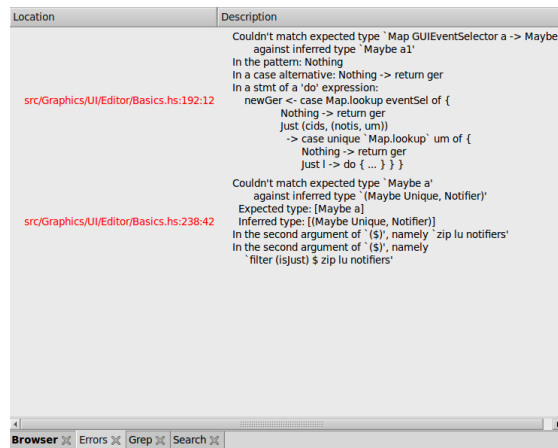 Location Description
Couldn't match expected type `Map GUIEventSelector a -> Maybe
against inferred type `Maybe a1'
In the pattern: Nothing
In a case alternative: Nothing -> return ger
In a stmt of a 'do' expression:
src/Graphics/UI/Editor/Basics.hs:192:12 newGer <- case Map.lookup eventSel of {
Nothing -> return ger
Just (cids, (notis, um))
-> case unique `Map.lookup` um of {
Nothing -> return ger
Just l -> do { ... } } }
Couldn't match expected type `Maybe a'
against inferred type `(Maybe Unique, Notifier)'
Expected type: [Maybe a]
src/Graphics/UI/Editor/Basics.hs:238:42 Inferred type: [(Maybe Unique, Notifier)]
In the second argument of `($)', namely `zip lu notifiers'
In the second argument of `($)', namely
`filter (isJust) $ zip lu notifiers'
Browser Errors Grep Search